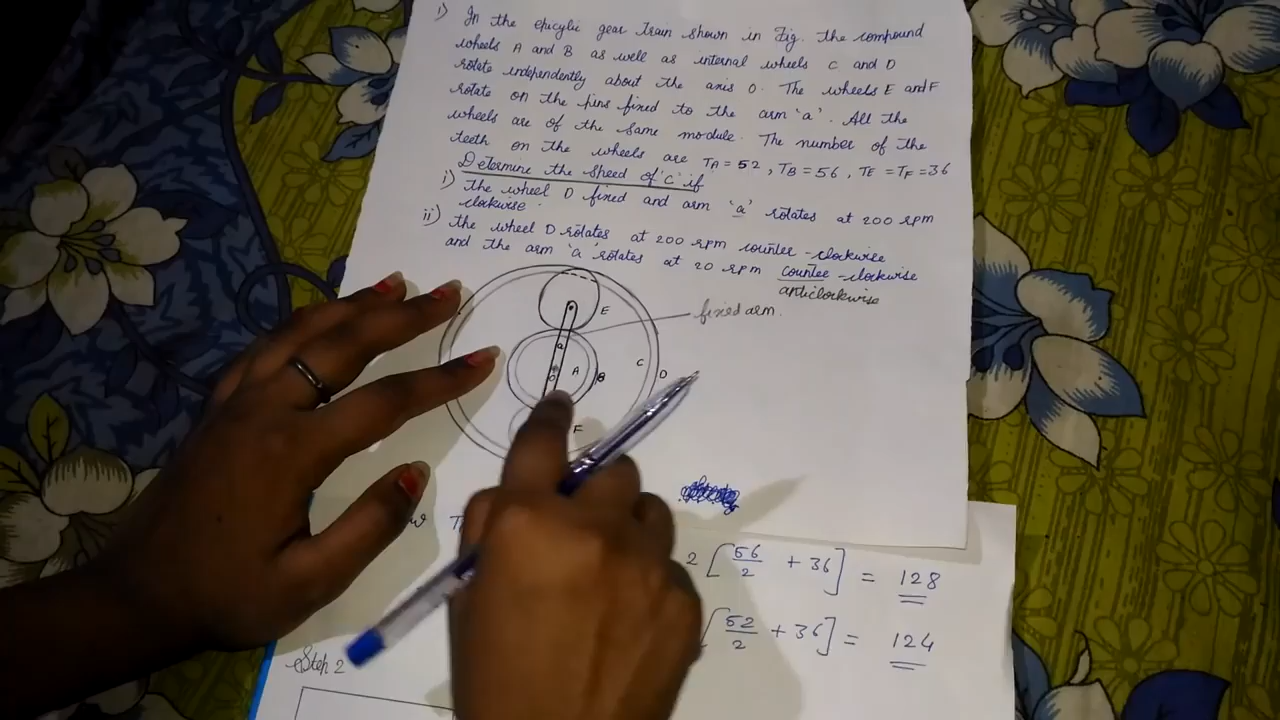 i) In the epicylic gear train shown in Fig. the compound
wheels A and B as well as internal wheels C and D
rotate independently about the axis O. The wheels E and F
rotate on the pins fixed to the arm 'a'. All the
wheels are of the same module. The number of the
teeth on the wheels are TA = 52, TB = 56, TE = TF = 36
Determine the speed of 'C' if
i) the wheel D fixed and arm 'a' rotates at 200 rpm
clockwise.
ii) the wheel D rotates at 200 rpm counter-clockwise
and the arm 'a' rotates at 20 rpm counter-clockwise
anticlockwise
E
fixed arm.
a
C
D
A
B
O
F
2 [ 56/2 + 36 ] = 128
[ 52/2 + 36 ] = 124
Step 2